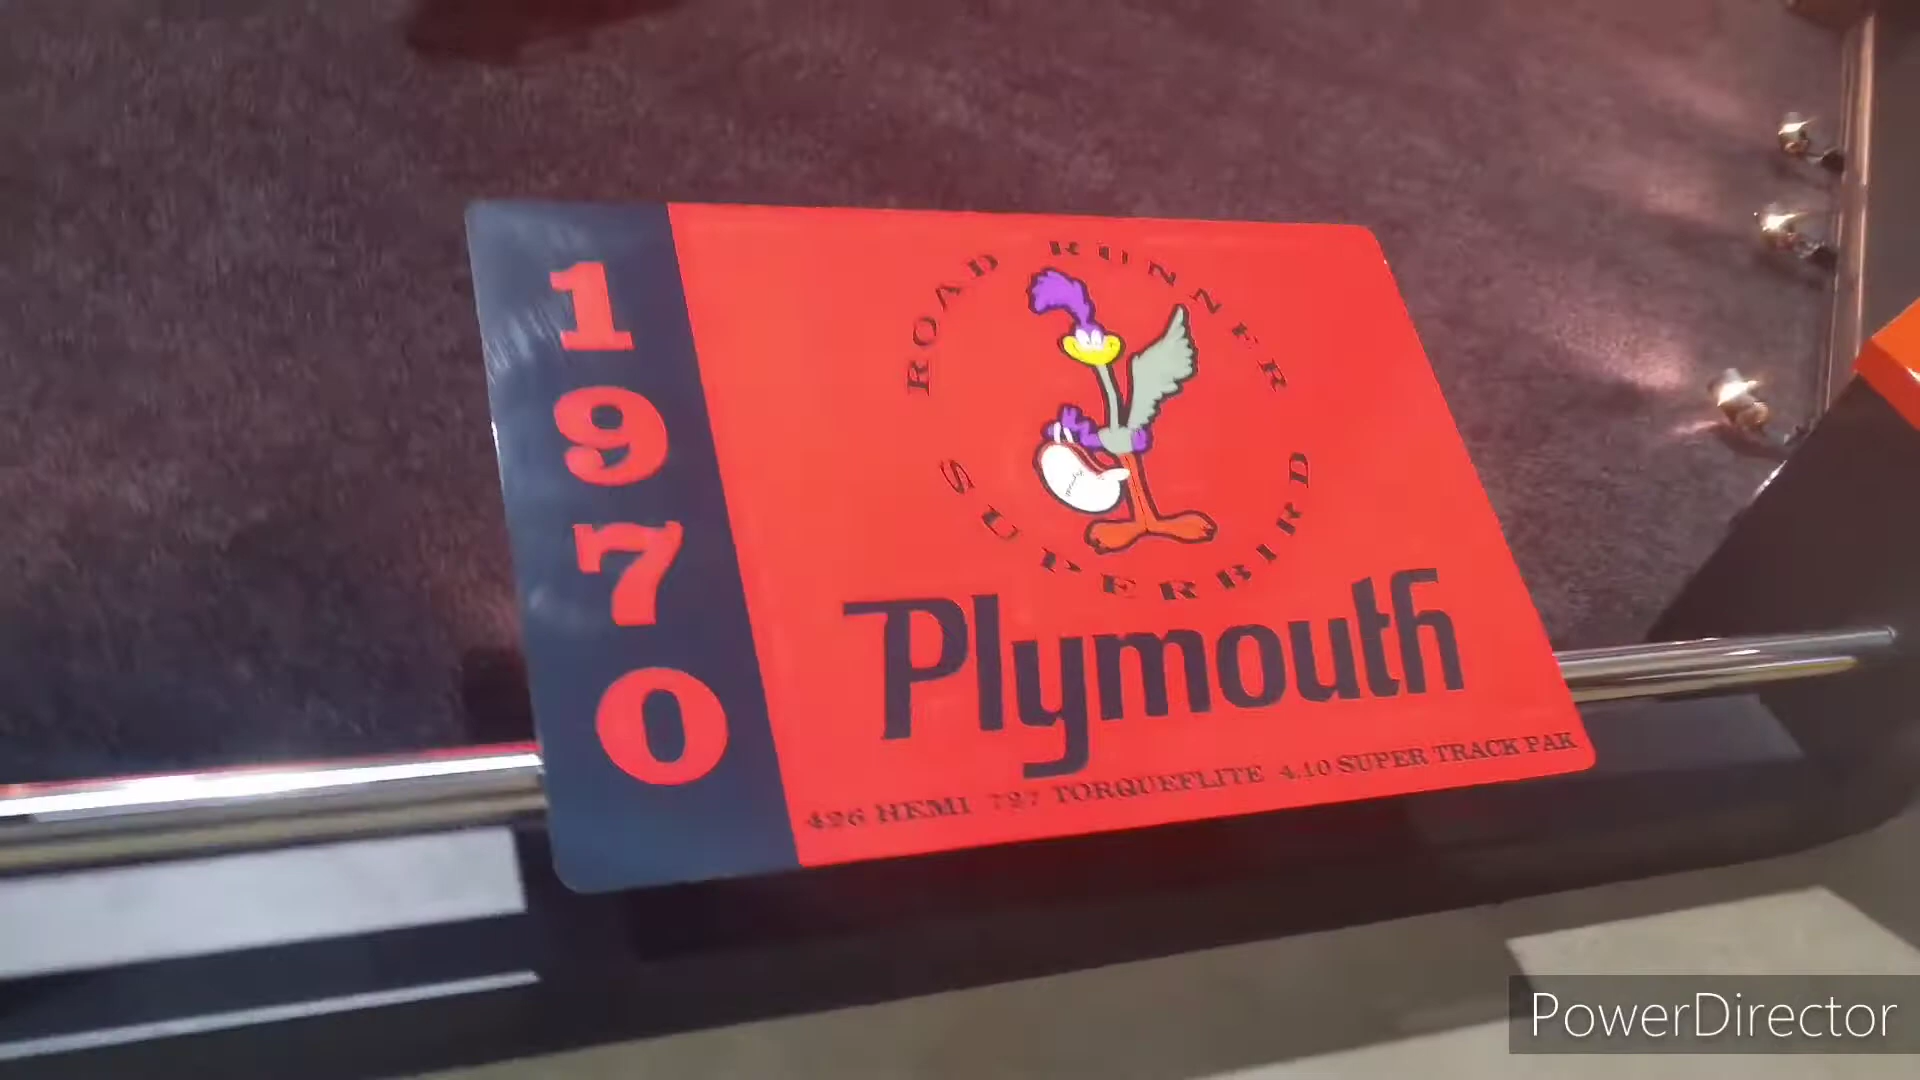 1970
ROAD RUNNER
SUPERBIRD
Plymouth
426 HEMI 727 TORQUEFLITE 4.10 SUPER TRACK PAK
PowerDirector